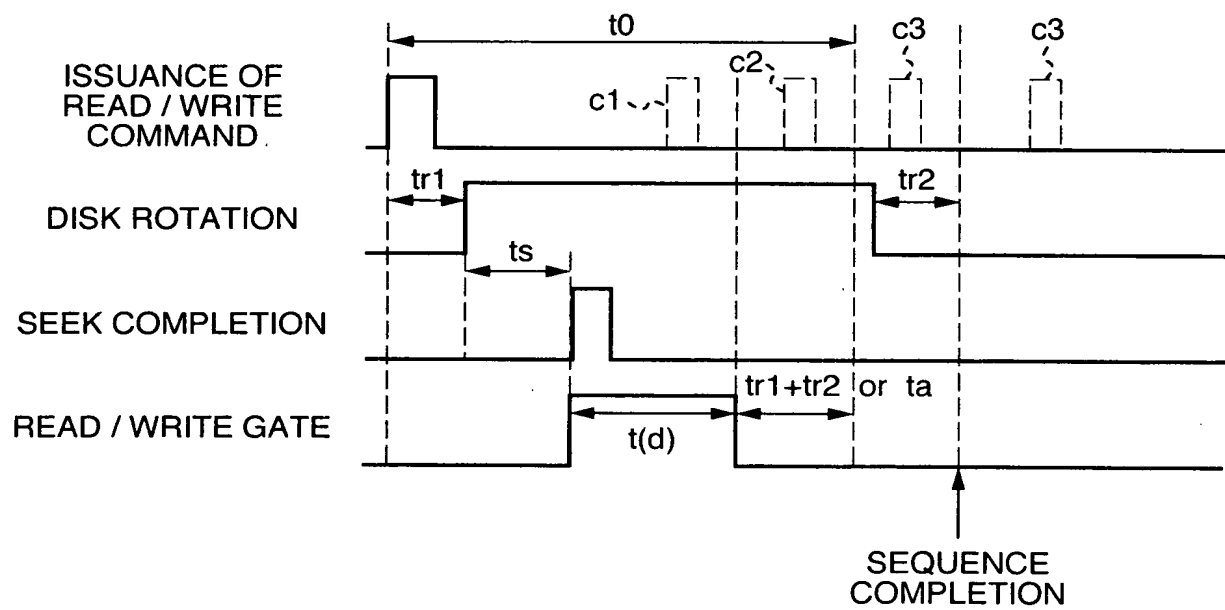 t0
c3
c3
ISSUANCE OF
READ / WRITE
COMMAND
c1
c2
tr1
tr2
DISK ROTATION
ts
SEEK COMPLETION
tr1+tr2 or ta
READ / WRITE GATE
t(d)
SEQUENCE
COMPLETION